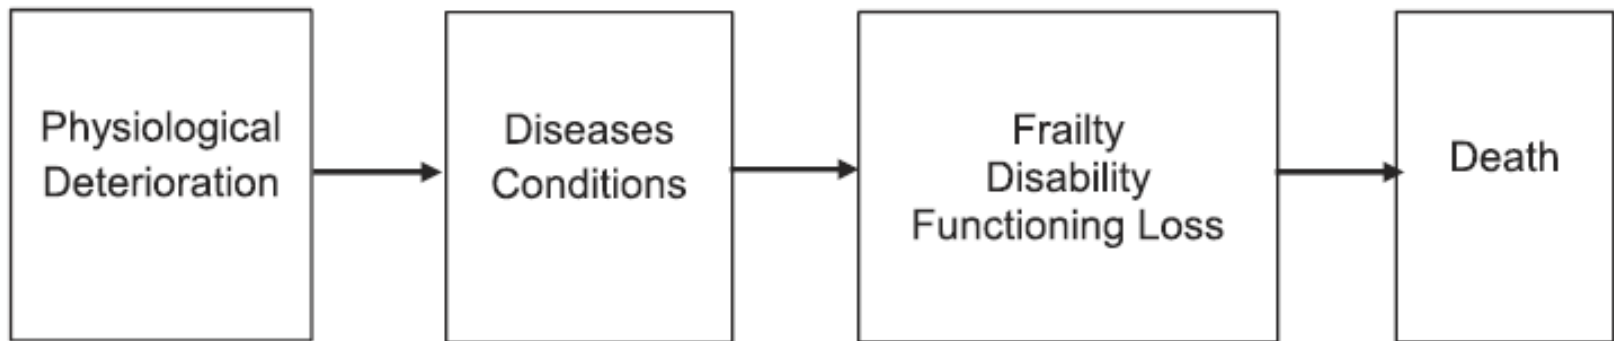 Physiological
Deterioration
Diseases
Conditions
Frailty
Disability
Functioning Loss
Death